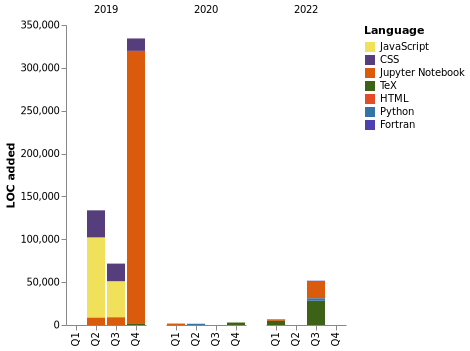 2019 2020 2022
350,000
300,000
250,000
200,000
150,000
100,000
50,000
0
LOC added
Q1 Q2 Q3 Q4 Q1 Q2 Q3 Q4 Q1 Q2 Q3 Q4
Language
JavaScript
CSS
Jupyter Notebook
TeX
HTML
Python
Fortran